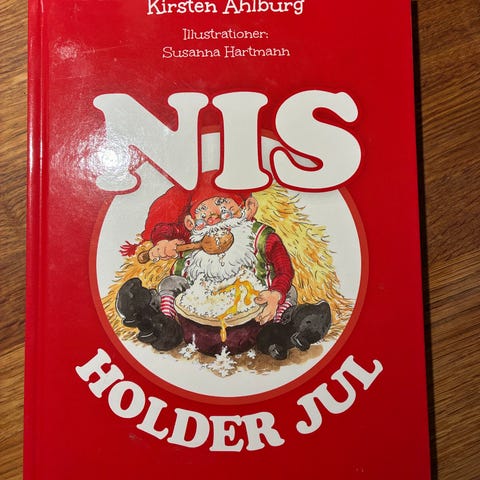 Kirsten Ahlburg
Illustrationer:
Susanna Hartmann
NIS
HOLDER JUL